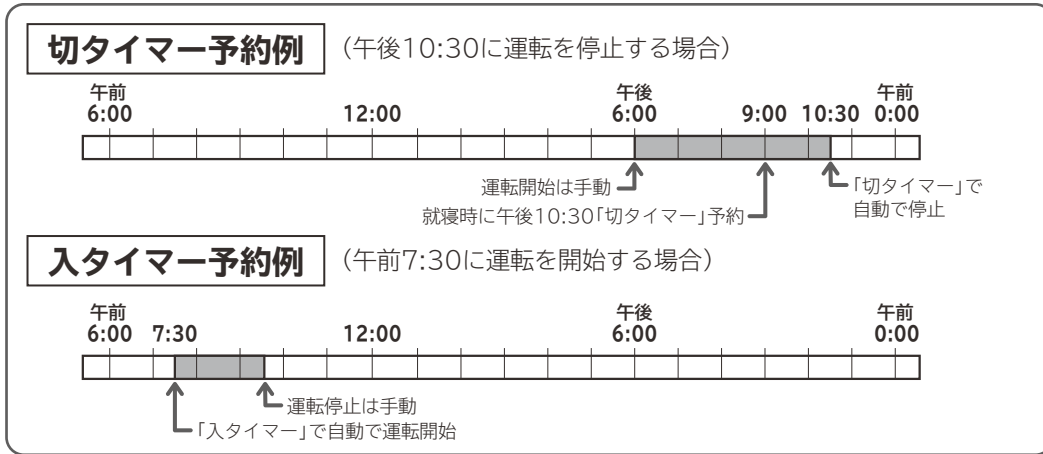 切タイマー予約例 （午後10:30に運転を停止する場合）
午前 午後 午前
6:00 12:00 6:00 9:00 10:30 0:00
運転開始は手動
「切タイマー」で
自動で停止
就寝時に午後10:30「切タイマー」予約
入タイマー予約例 （午前7:30に運転を開始する場合）
午前 午後 午前
6:00 7:30 12:00 6:00 0:00
運転停止は手動
「入タイマー」で自動で運転開始